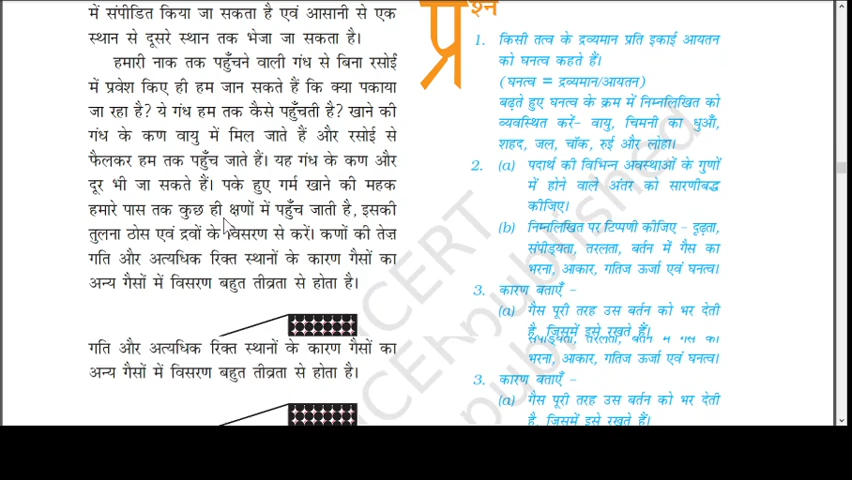 में संपीडित किया जा सकता है एवं आसानी से एक
स्थान से दूसरे स्थान तक भेजा जा सकता है।
हमारी नाक तक पहुँचने वाली गंध से बिना रसोई
में प्रवेश किए ही हम जान सकते हैं कि क्या पकाया
जा रहा है? ये गंध हम तक कैसे पहुँचती है? खाने की
गंध के कण वायु में मिल जाते हैं और रसोई से
फैलकर हम तक पहुँच जाते हैं। यह गंध के कण और
दूर भी जा सकते हैं। पके हुए गर्म खाने की महक
हमारे पास तक कुछ ही क्षणों में पहुँच जाती है, इसकी
तुलना ठोस एवं द्रवों के विसरण से करें। कणों की तेज
गति और अत्यधिक रिक्त स्थानों के कारण गैसों का
अन्य गैसों में विसरण बहुत तीव्रता से होता है।
गति और अत्यधिक रिक्त स्थानों के कारण गैसों का
अन्य गैसों में विसरण बहुत तीव्रता से होता है।
प्रश्न
1. किसी तत्व के द्रव्यमान प्रति इकाई आयतन
को घनत्व कहते हैं।
(घनत्व = द्रव्यमान/आयतन)
बढ़ते हुए घनत्व के क्रम में निम्नलिखित को
व्यवस्थित करें- वायु, चिमनी का धुआँ,
शहद, जल, चॉक, रुई और लोहा।
2. (a) पदार्थ की विभिन्न अवस्थाओं के गुणों
में होने वाले अंतर को सारणीबद्ध
कीजिए।
(b) निम्नलिखित पर टिप्पणी कीजिए - दृढ़ता,
संपीड्यता, तरलता, बर्तन में गैस का
भरना, आकार, गतिज ऊर्जा एवं घनत्व।
3. कारण बताएँ -
(a) गैस पूरी तरह उस बर्तन को भर देती
है, जिसमें इसे रखते हैं।
संपीड्यता, तरलता, बर्तन में गैस का
भरना, आकार, गतिज ऊर्जा एवं घनत्व।
3. कारण बताएँ -
(a) गैस पूरी तरह उस बर्तन को भर देती
है, जिसमें इसे रखते हैं।
NCERT
published